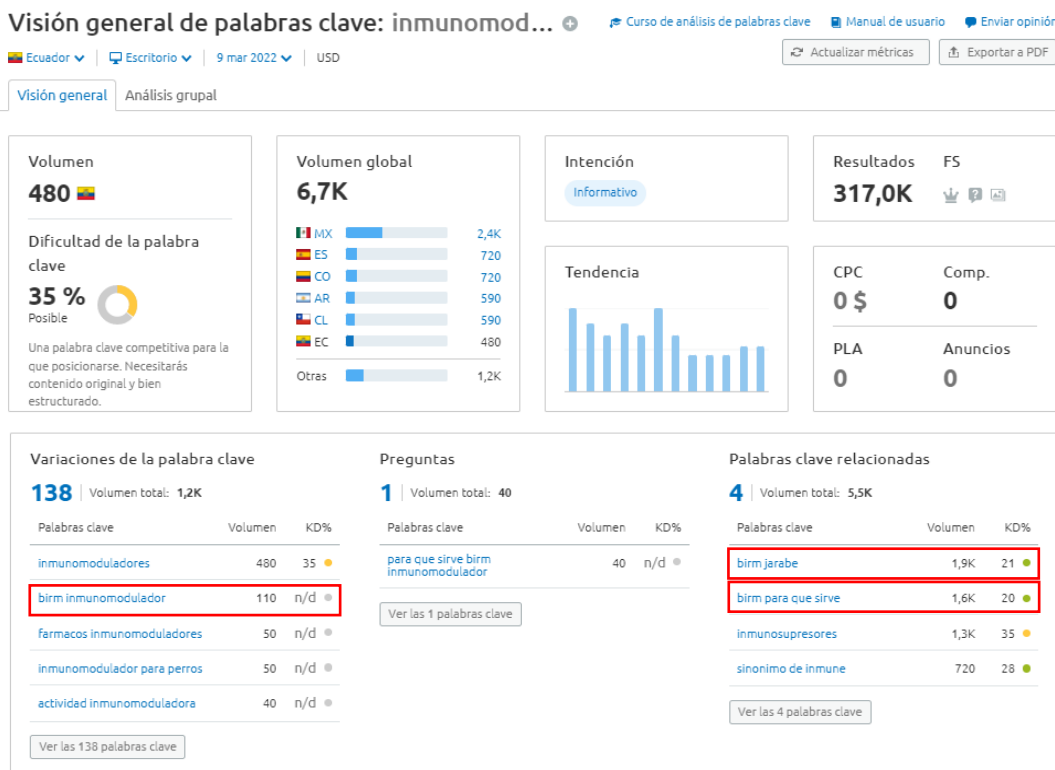 Visión general de palabras clave: inmunomod...
Curso de análisis de palabras clave
Manual de usuario
Enviar opinión
Ecuador
Escritorio
9 mar 2022
USD
Actualizar métricas
Exportar a PDF
Visión general
Análisis grupal
Volumen
480
Dificultad de la palabra
clave
35 %
Posible
Una palabra clave competitiva para la
que posicionarse. Necesitarás
contenido original y bien
estructurado.
Volumen global
6,7K
MX 2,4K
ES 720
CO 720
AR 590
CL 590
EC 480
Otras 1,2K
Intención
Informativo
Tendencia
Resultados FS
317,0K
CPC Comp.
0 $ 0
PLA Anuncios
0 0
Variaciones de la palabra clave
138 Volumen total: 1,2K
Palabras clave Volumen KD%
inmunomoduladores 480 35
birm inmunomodulador 110 n/d
farmacos inmunomoduladores 50 n/d
inmunomodulador para perros 50 n/d
actividad inmunomoduladora 40 n/d
Ver las 138 palabras clave
Preguntas
1 Volumen total: 40
Palabras clave Volumen KD%
para que sirve birm
inmunomodulador 40 n/d
Ver las 1 palabras clave
Palabras clave relacionadas
4 Volumen total: 5,5K
Palabras clave Volumen KD%
birm jarabe 1,9K 21
birm para que sirve 1,6K 20
inmunosupresores 1,3K 35
sinonimo de inmune 720 28
Ver las 4 palabras clave